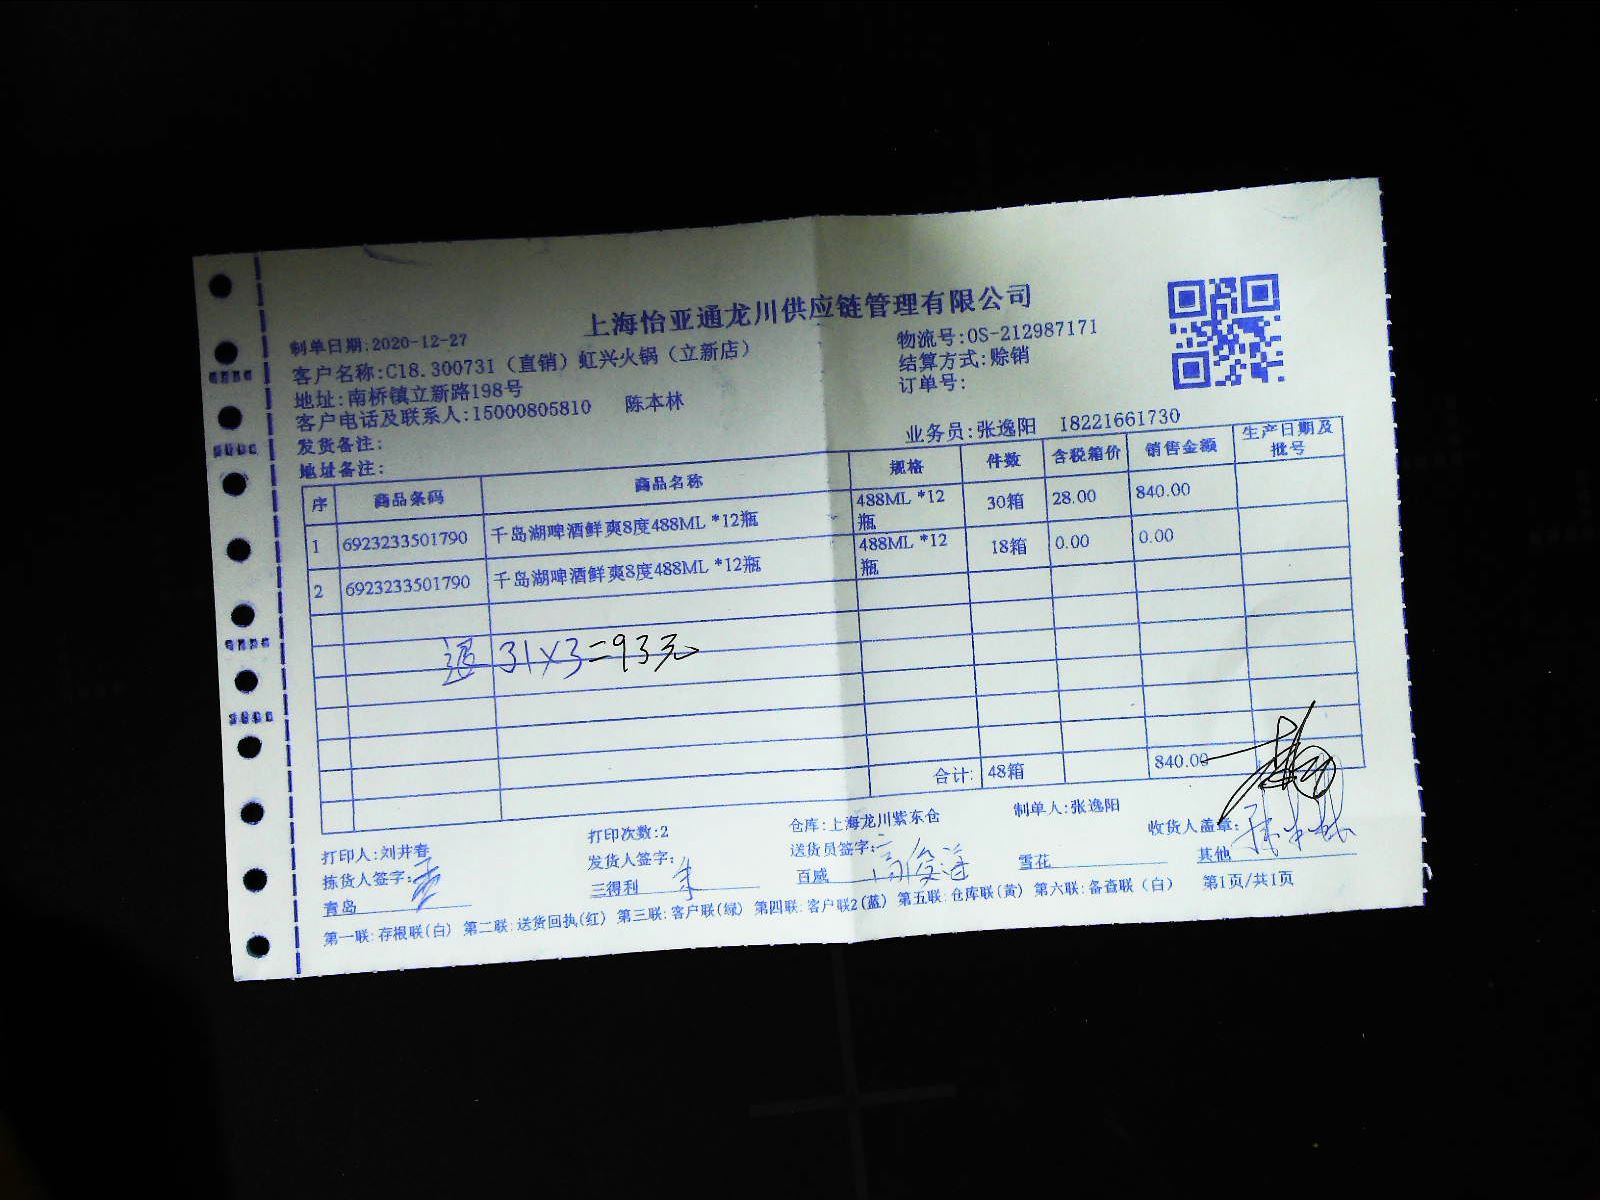 上海怡亚通龙川供应链管理有限公司
制单日期:2020-12-27
物流号:OS-212987171
客户名称:C18.300731（直销）虹兴火锅（立新店）
结算方式:赊销
地址:南桥镇立新路198号
订单号:
客户电话及联系人:15000805810 陈本林
发货备注:
业务员:张逸阳 18221661730
地址备注:
序 商品条码 商品名称 规格 件数 含税箱价 销售金额 生产日期及批号
1 6923233501790 千岛湖啤酒鲜爽8度488ML *12瓶 488ML *12瓶 30箱 28.00 840.00
2 6923233501790 千岛湖啤酒鲜爽8度488ML *12瓶 488ML *12瓶 18箱 0.00 0.00
退 31×3=93元
合计: 48箱 840.00
打印人:刘井春 打印次数:2 仓库:上海龙川紫东仓 制单人:张逸阳
拣货人签字: 发货人签字: 送货员签字: 收货人盖章:
青岛 三得利 百威 雪花 其他
第一联:存根联(白) 第二联:送货回执(红) 第三联:客户联(绿) 第四联:客户联2(蓝) 第五联:仓库联(黄) 第六联:备查联（白） 第1页/共1页